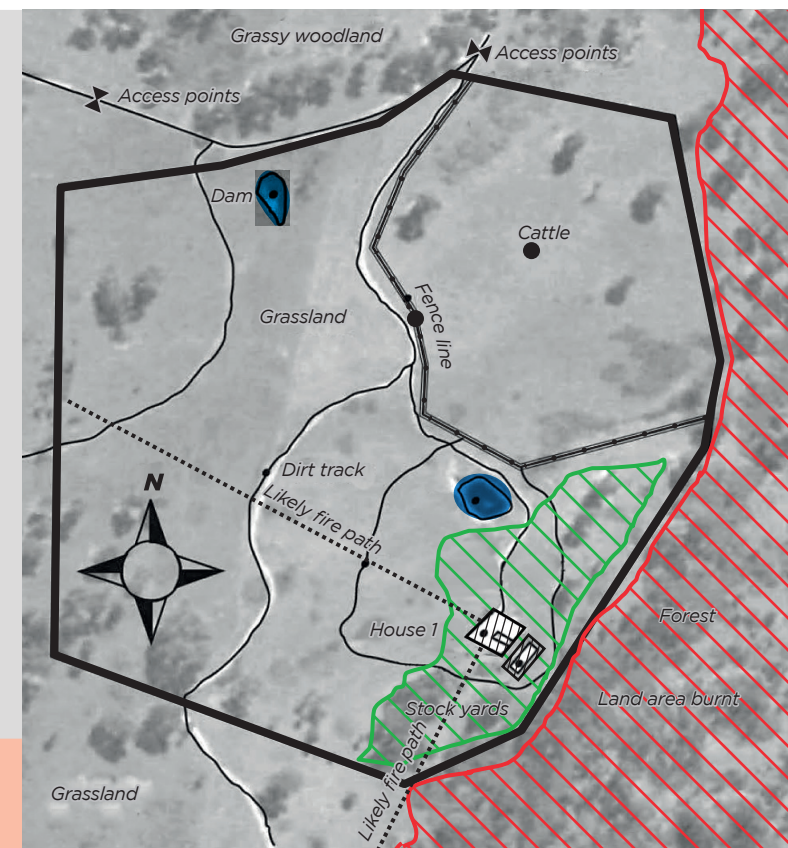 Grassy woodland
Access points
Access points
Dam
Cattle
Grassland
Fence line
Dirt track
N
Likely fire path
House 1
Forest
Land area burnt
Stock yards
Likely fire path
Grassland